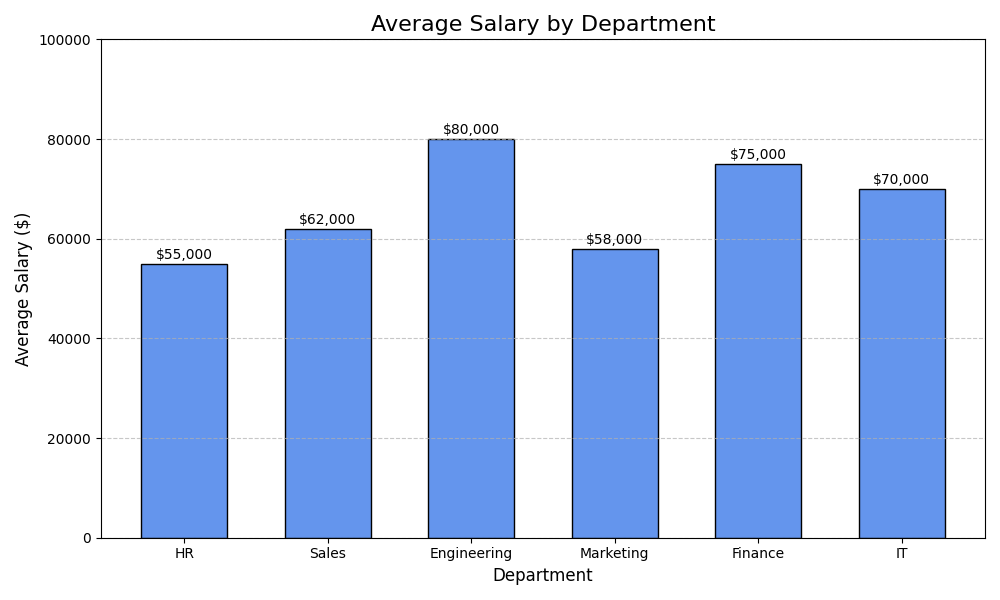 Average Salary by Department
Average Salary ($)
100000
80000
60000
40000
20000
0
$55,000
$62,000
$80,000
$58,000
$75,000
$70,000
HR
Sales
Engineering
Marketing
Finance
IT
Department